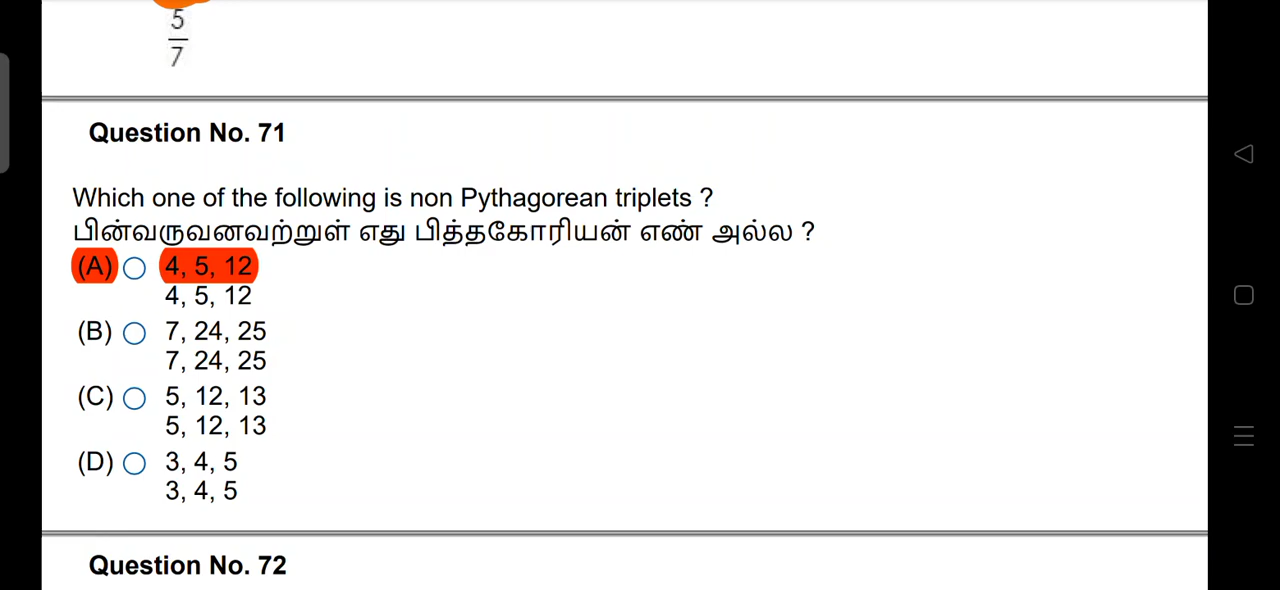 5
7
Question No. 71
Which one of the following is non Pythagorean triplets ?
பின்வருவனவற்றுள் எது பித்தகோரியன் எண் அல்ல ?
(A) 4, 5, 12
4, 5, 12
(B) 7, 24, 25
7, 24, 25
(C) 5, 12, 13
5, 12, 13
(D) 3, 4, 5
3, 4, 5
Question No. 72